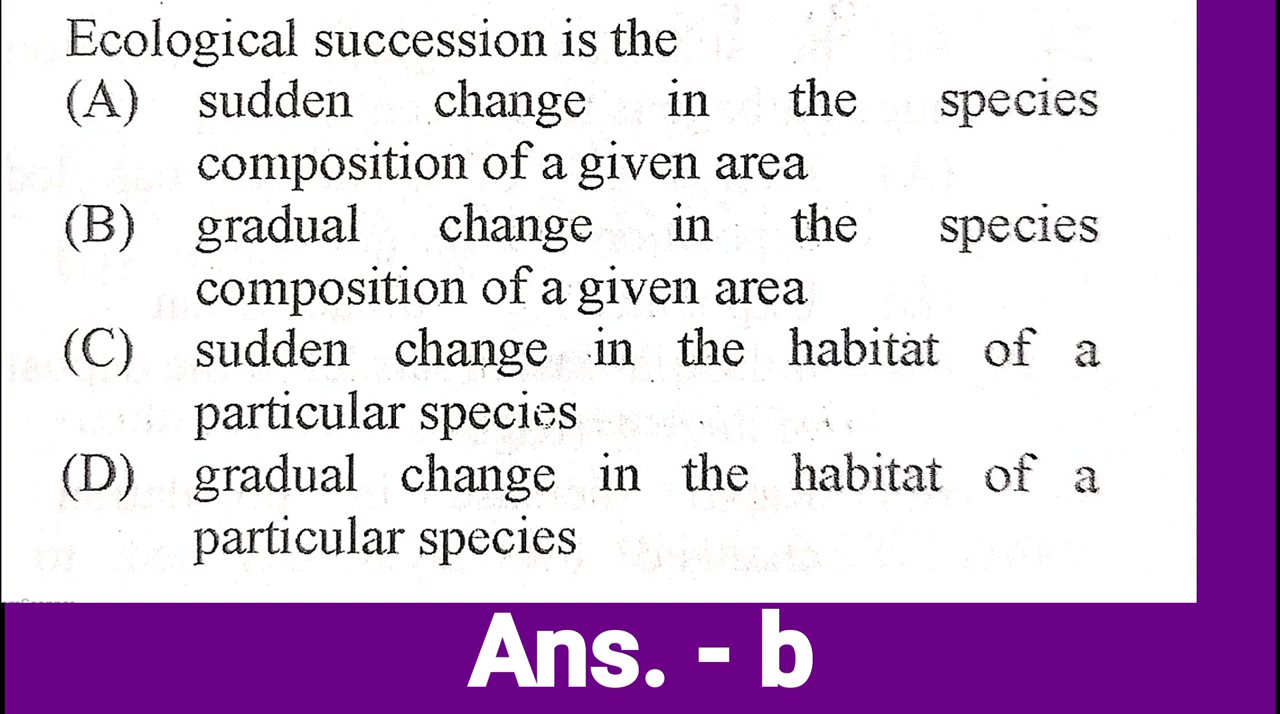 Ecological succession is the
(A) sudden change in the species
composition of a given area
(B) gradual change in the species
composition of a given area
(C) sudden change in the habitat of a
particular species
(D) gradual change in the habitat of a
particular species
Ans. - b